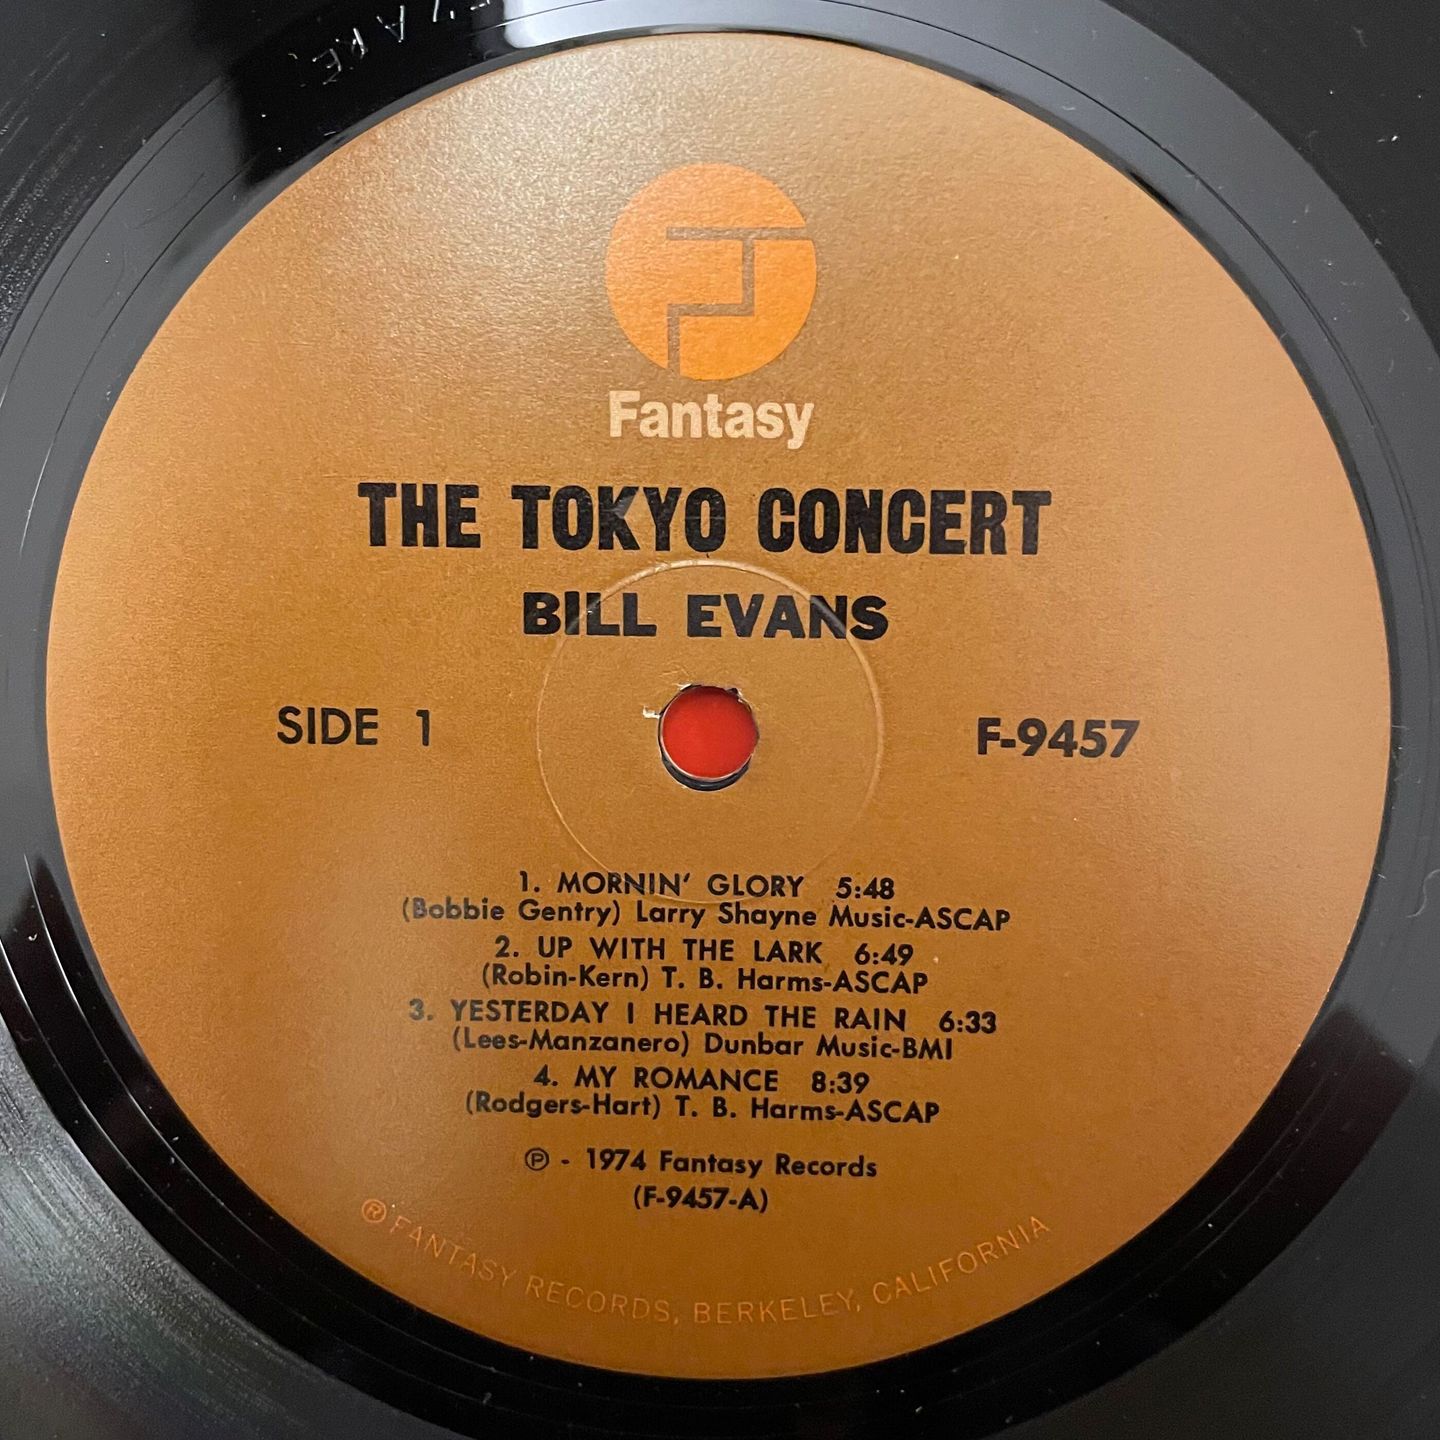 Fantasy
THE TOKYO CONCERT
BILL EVANS
SIDE 1
F-9457
1. MORNIN' GLORY 5:48
(Bobbie Gentry) Larry Shayne Music-ASCAP
2. UP WITH THE LARK 6:49
(Robin-Kern) T. B. Harms-ASCAP
3. YESTERDAY I HEARD THE RAIN 6:33
(Lees-Manzanero) Dunbar Music-BMI
4. MY ROMANCE 8:39
(Rodgers-Hart) T. B. Harms-ASCAP
℗ - 1974 Fantasy Records
(F-9457-A)
® FANTASY RECORDS, BERKELEY, CALIFORNIA